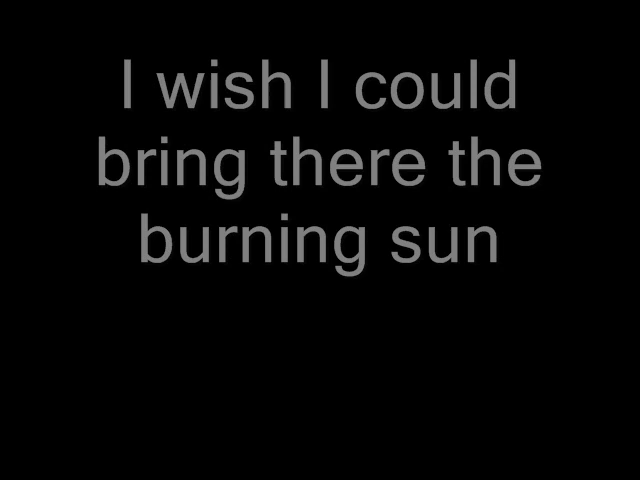 I wish I could
bring there the
burning sun